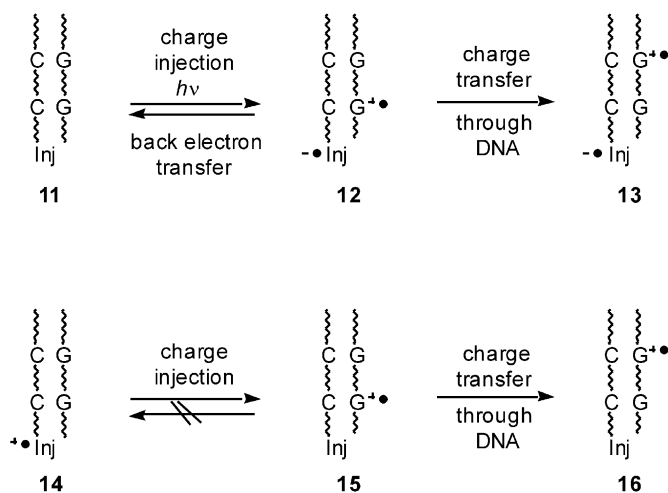 C G
C G
Inj
11
charge
injection
hν
back electron
transfer
C G
C G+•
-•Inj
12
charge
transfer
through
DNA
C G+•
C G
-•Inj
13
C G
C G
+•Inj
14
charge
injection
C G
C G+•
Inj
15
charge
transfer
through
DNA
C G+•
C G
Inj
16